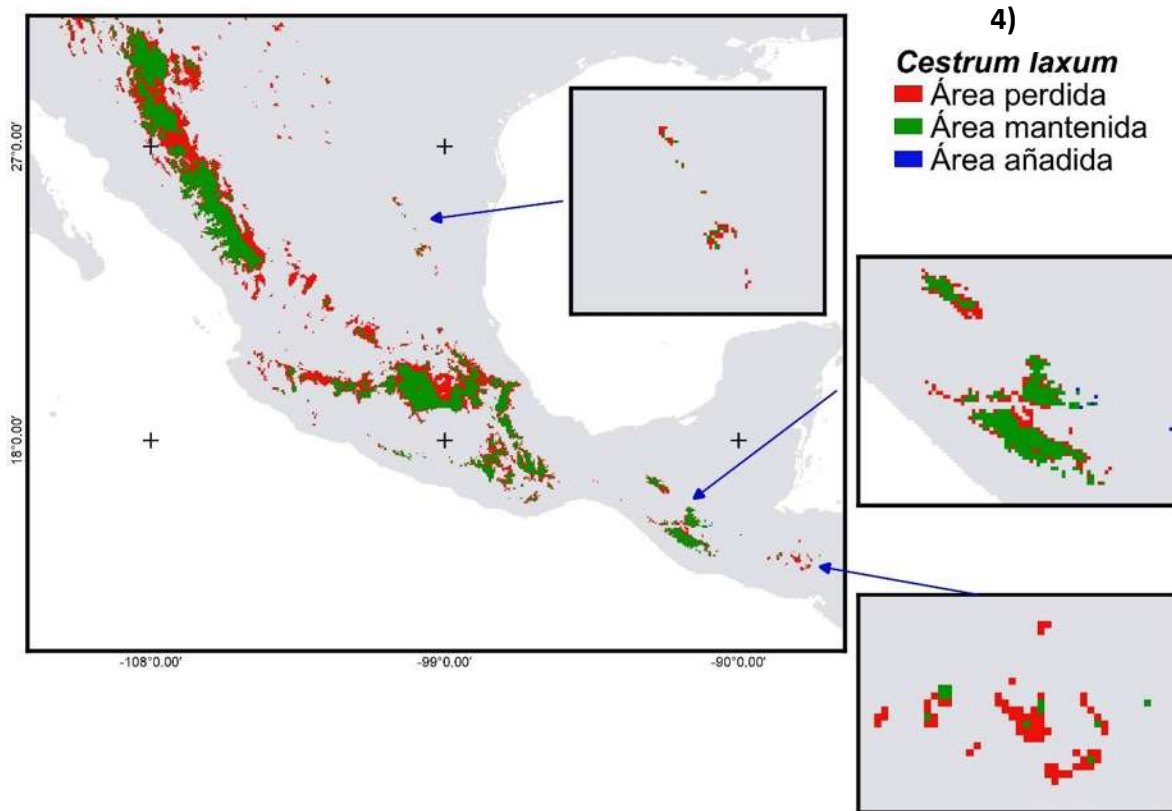 4)
Cestrum laxum
Área perdida
Área mantenida
Área añadida
27°0.00'
18°0.00'
-108°0.00'
-99°0.00'
-90°0.00'